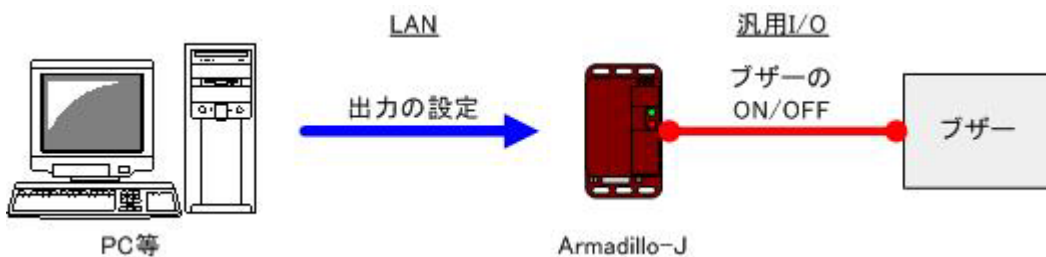 LAN
汎用I/O
出力の設定
ブザーの
ON/OFF
ブザー
PC等
Armadillo-J